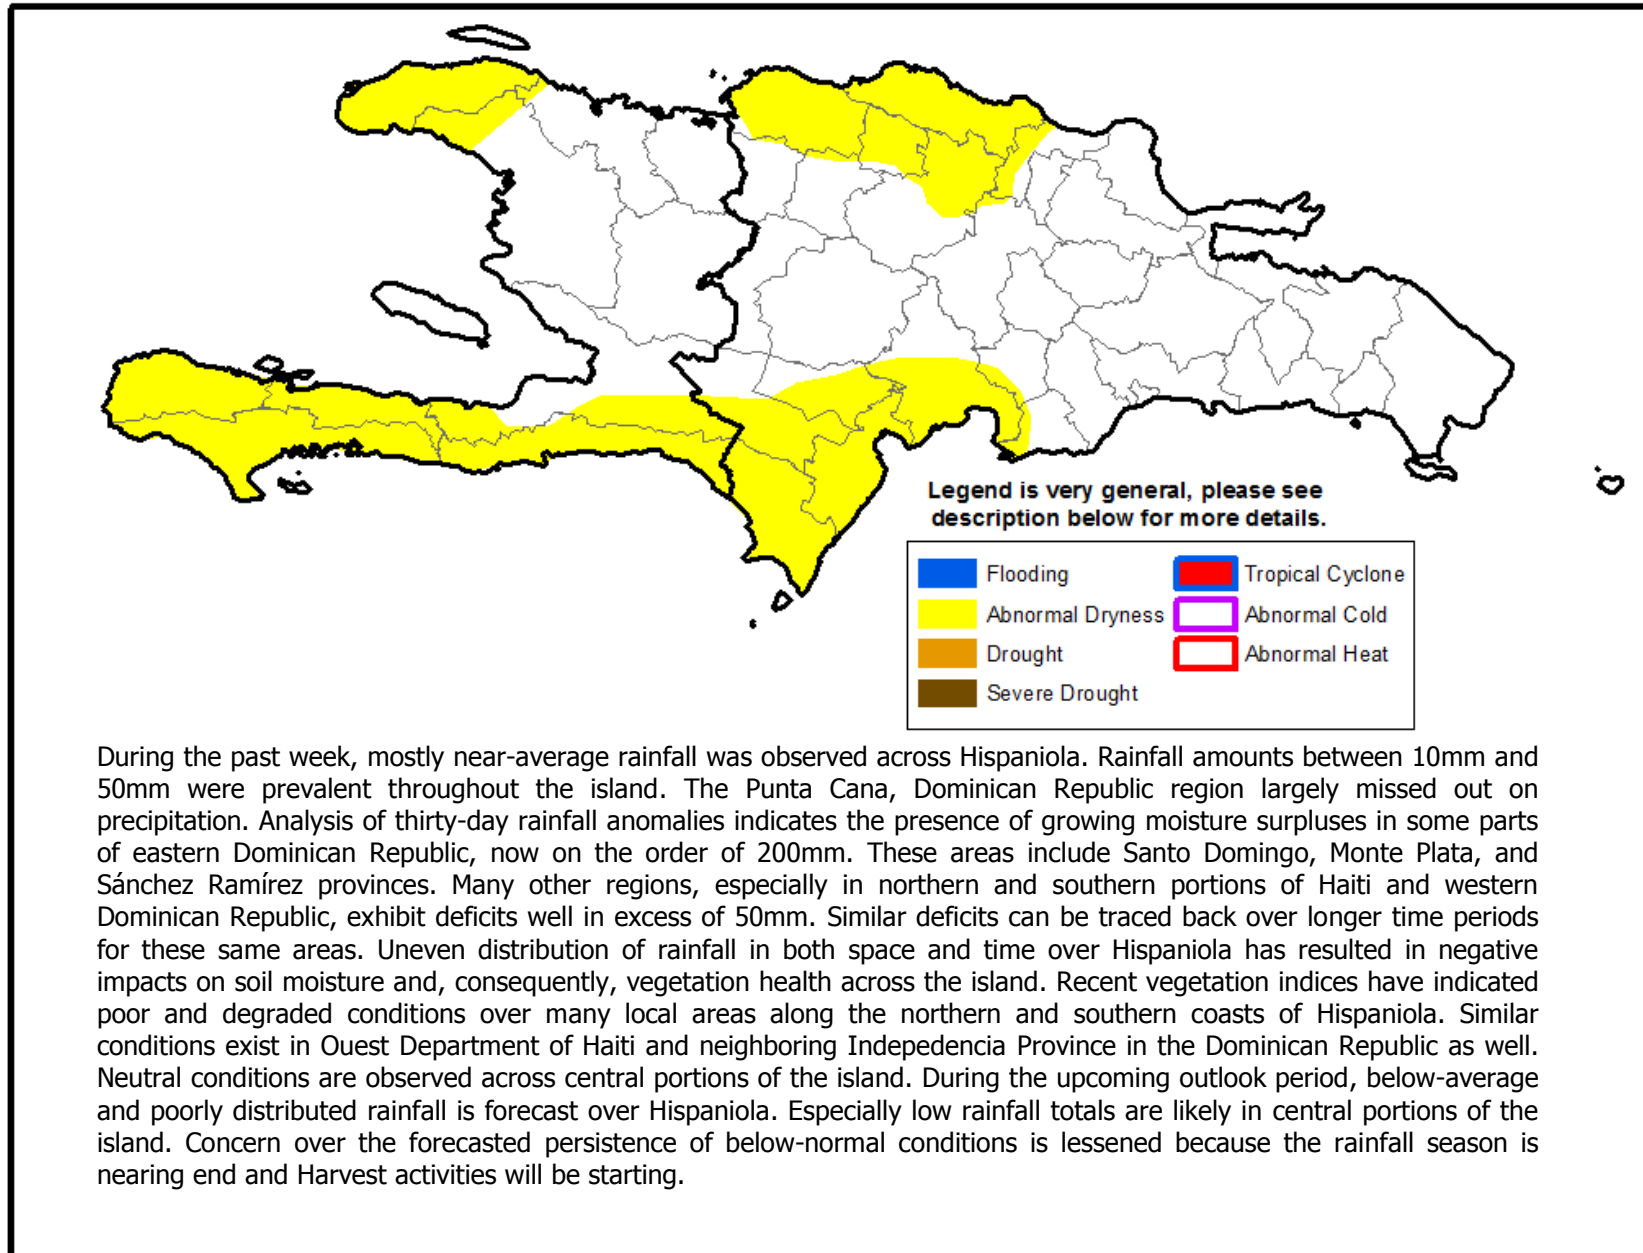 Legend is very general, please see
description below for more details.
Flooding
Tropical Cyclone
Abnormal Dryness
Abnormal Cold
Drought
Abnormal Heat
Severe Drought
During the past week, mostly near-average rainfall was observed across Hispaniola. Rainfall amounts between 10mm and
50mm were prevalent throughout the island. The Punta Cana, Dominican Republic region largely missed out on
precipitation. Analysis of thirty-day rainfall anomalies indicates the presence of growing moisture surpluses in some parts
of eastern Dominican Republic, now on the order of 200mm. These areas include Santo Domingo, Monte Plata, and
Sánchez Ramírez provinces. Many other regions, especially in northern and southern portions of Haiti and western
Dominican Republic, exhibit deficits well in excess of 50mm. Similar deficits can be traced back over longer time periods
for these same areas. Uneven distribution of rainfall in both space and time over Hispaniola has resulted in negative
impacts on soil moisture and, consequently, vegetation health across the island. Recent vegetation indices have indicated
poor and degraded conditions over many local areas along the northern and southern coasts of Hispaniola. Similar
conditions exist in Ouest Department of Haiti and neighboring Indepedencia Province in the Dominican Republic as well.
Neutral conditions are observed across central portions of the island. During the upcoming outlook period, below-average
and poorly distributed rainfall is forecast over Hispaniola. Especially low rainfall totals are likely in central portions of the
island. Concern over the forecasted persistence of below-normal conditions is lessened because the rainfall season is
nearing end and Harvest activities will be starting.